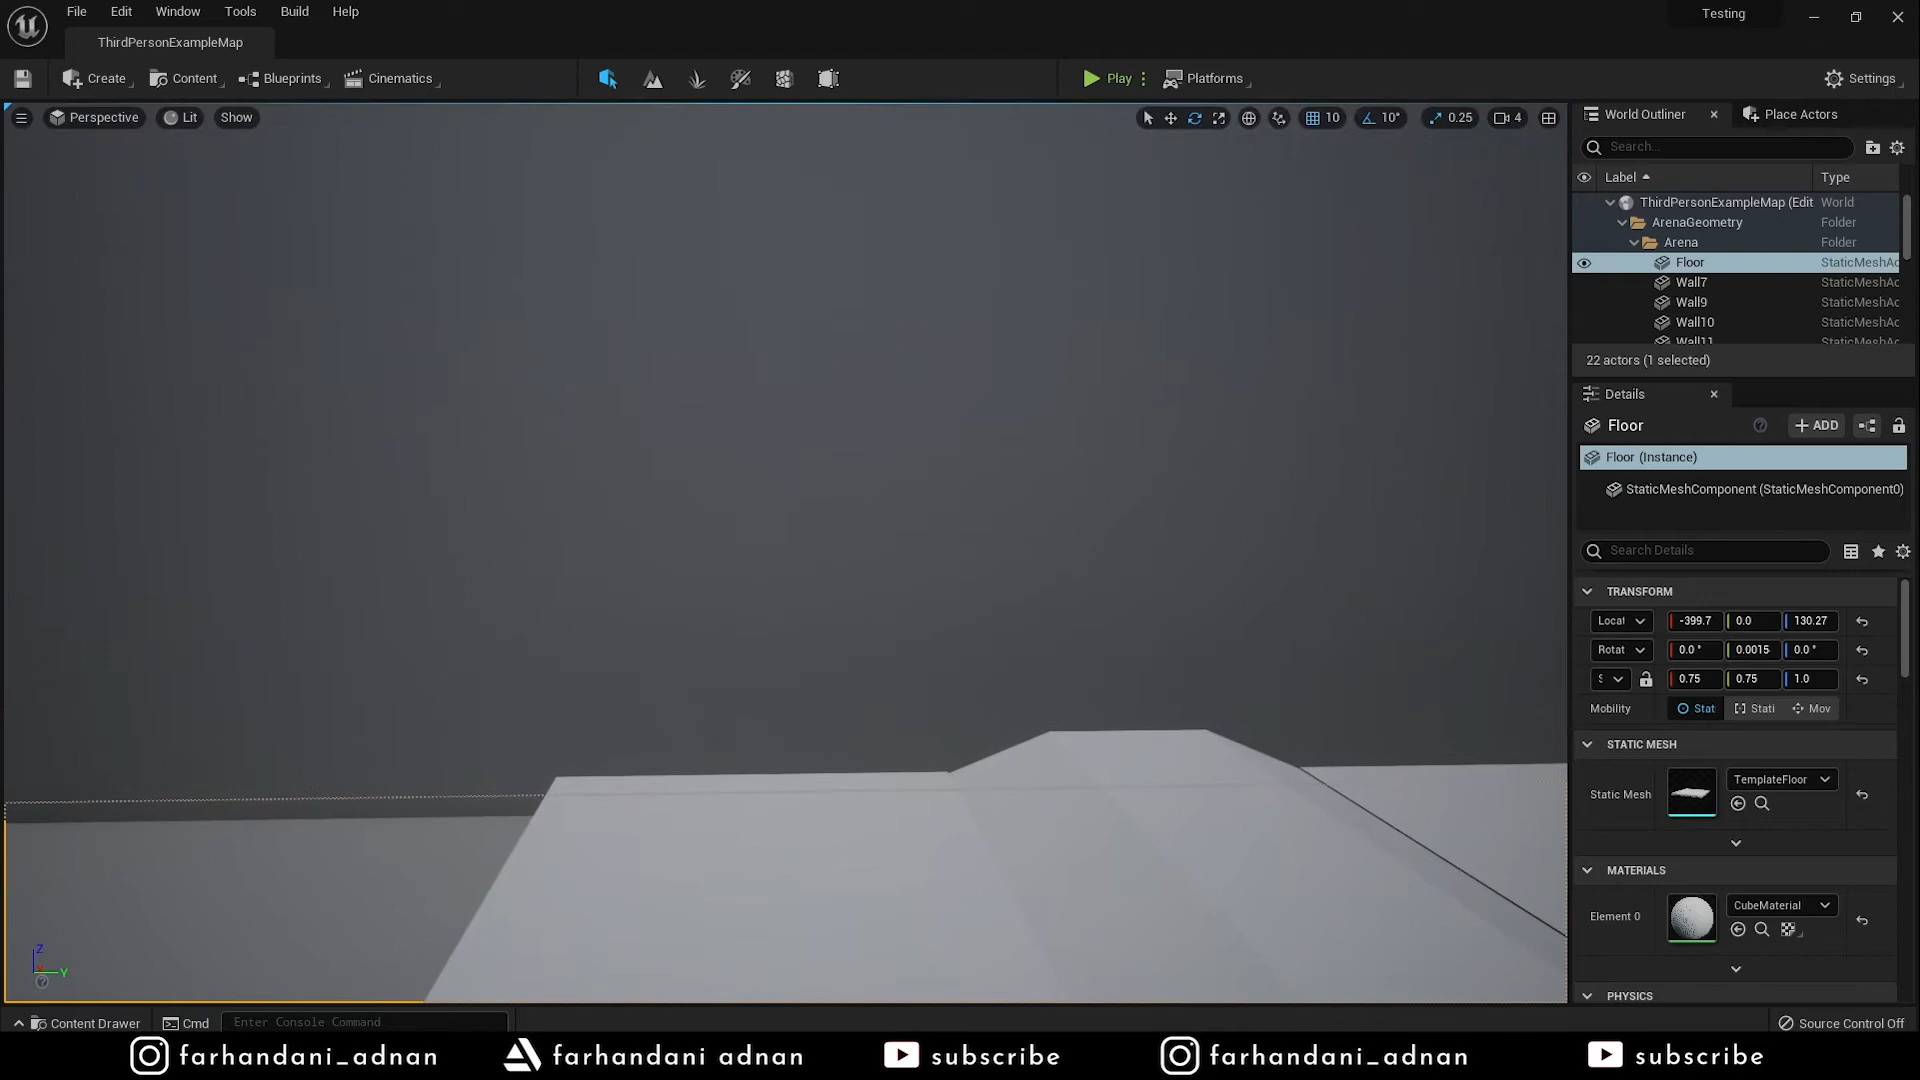 File Edit Window Tools Build Help
Testing
ThirdPersonExampleMap
Create Content Blueprints Cinematics
Play Platforms
Settings
Perspective Lit Show
10 10° 0.25 4
World Outliner Place Actors
Search...
Label Type
ThirdPersonExampleMap (Edit World
ArenaGeometry Folder
Arena Folder
Floor StaticMeshAc
Wall7 StaticMeshAc
Wall9 StaticMeshAc
Wall10 StaticMeshAc
Wall11 StaticMeshAc
22 actors (1 selected)
Details
Floor ADD
Floor (Instance)
StaticMeshComponent (StaticMeshComponent0)
Search Details
TRANSFORM
Locat -399.7 0.0 130.27
Rotat 0.0 ° 0.0015 0.0 °
S 0.75 0.75 1.0
Mobility Stat Stati Mov
STATIC MESH
Static Mesh TemplateFloor
MATERIALS
Element 0 CubeMaterial
PHYSICS
Z
Y
Content Drawer Cmd Enter Console Command
Source Control Off
farhandani_adnan farhandani adnan subscribe farhandani_adnan subscribe